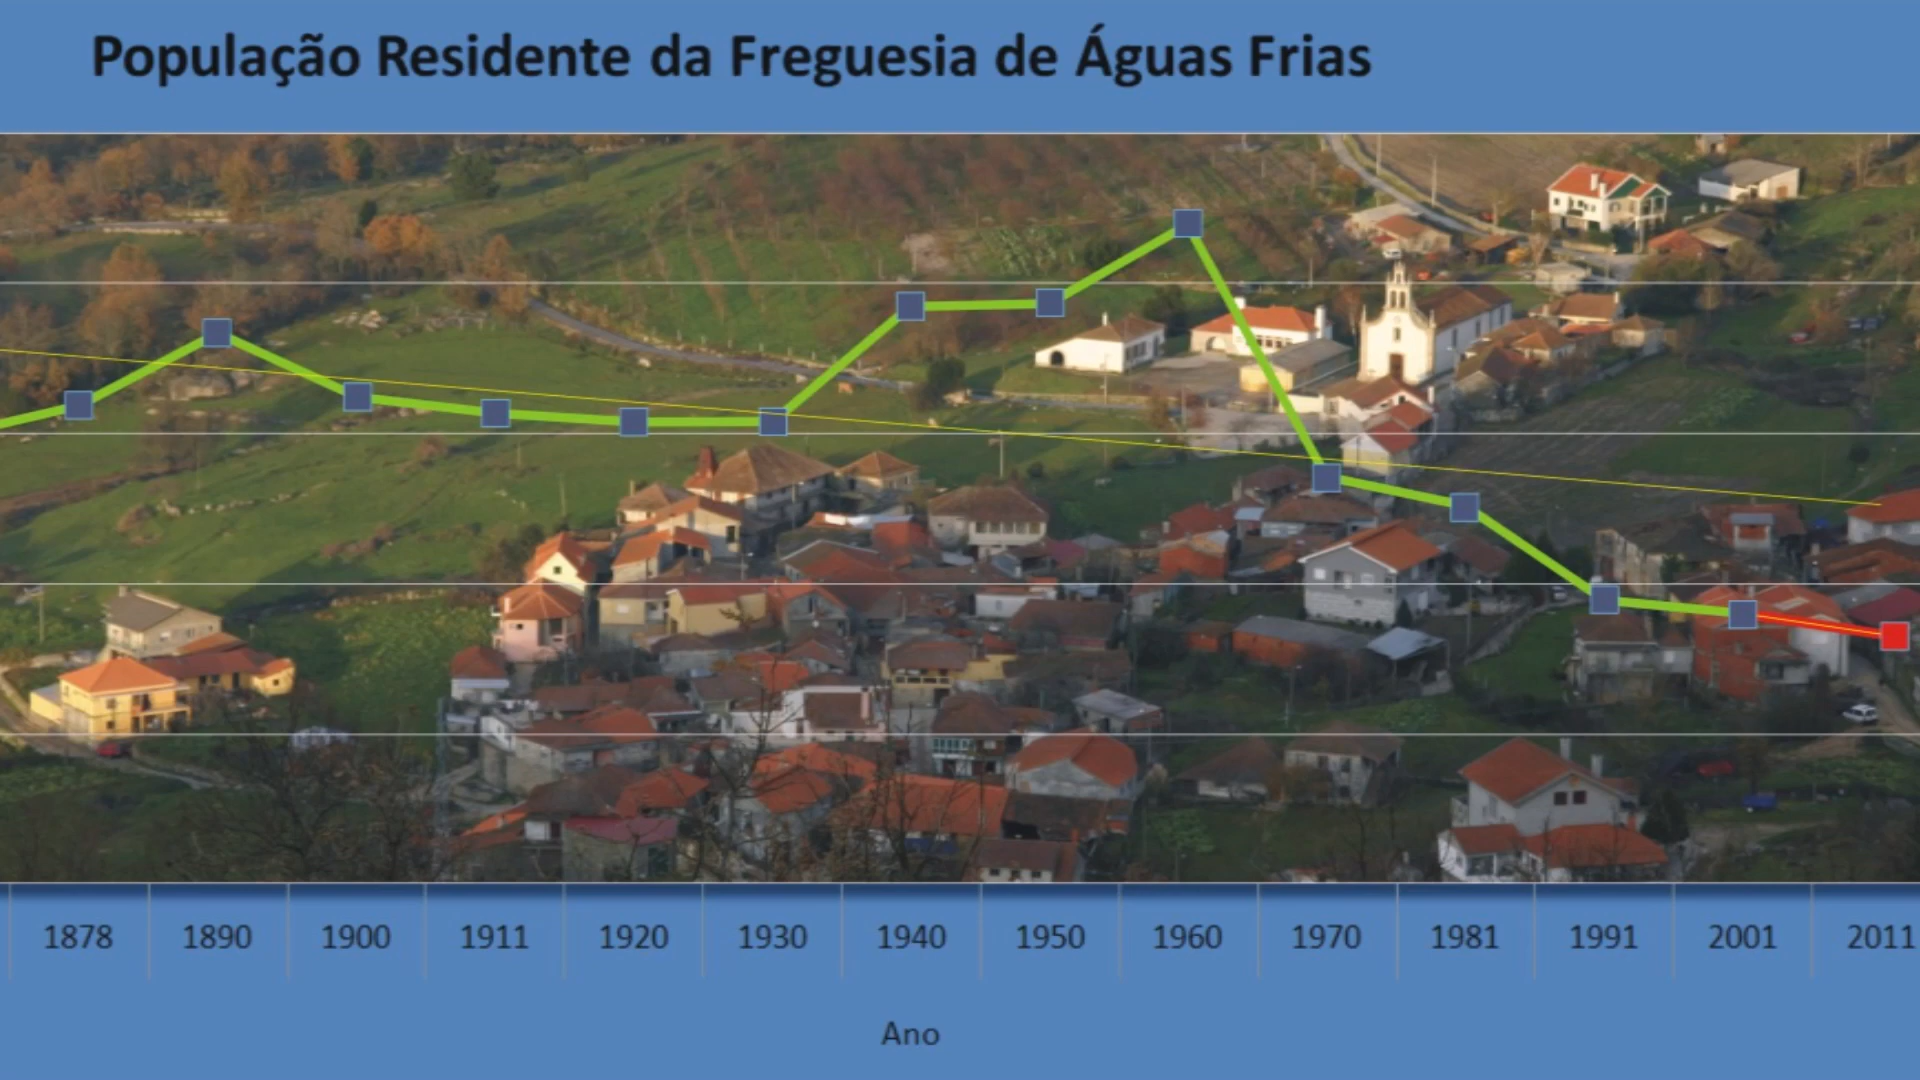 População Residente da Freguesia de Águas Frias
1878 1890 1900 1911 1920 1930 1940 1950 1960 1970 1981 1991 2001 2011
Ano